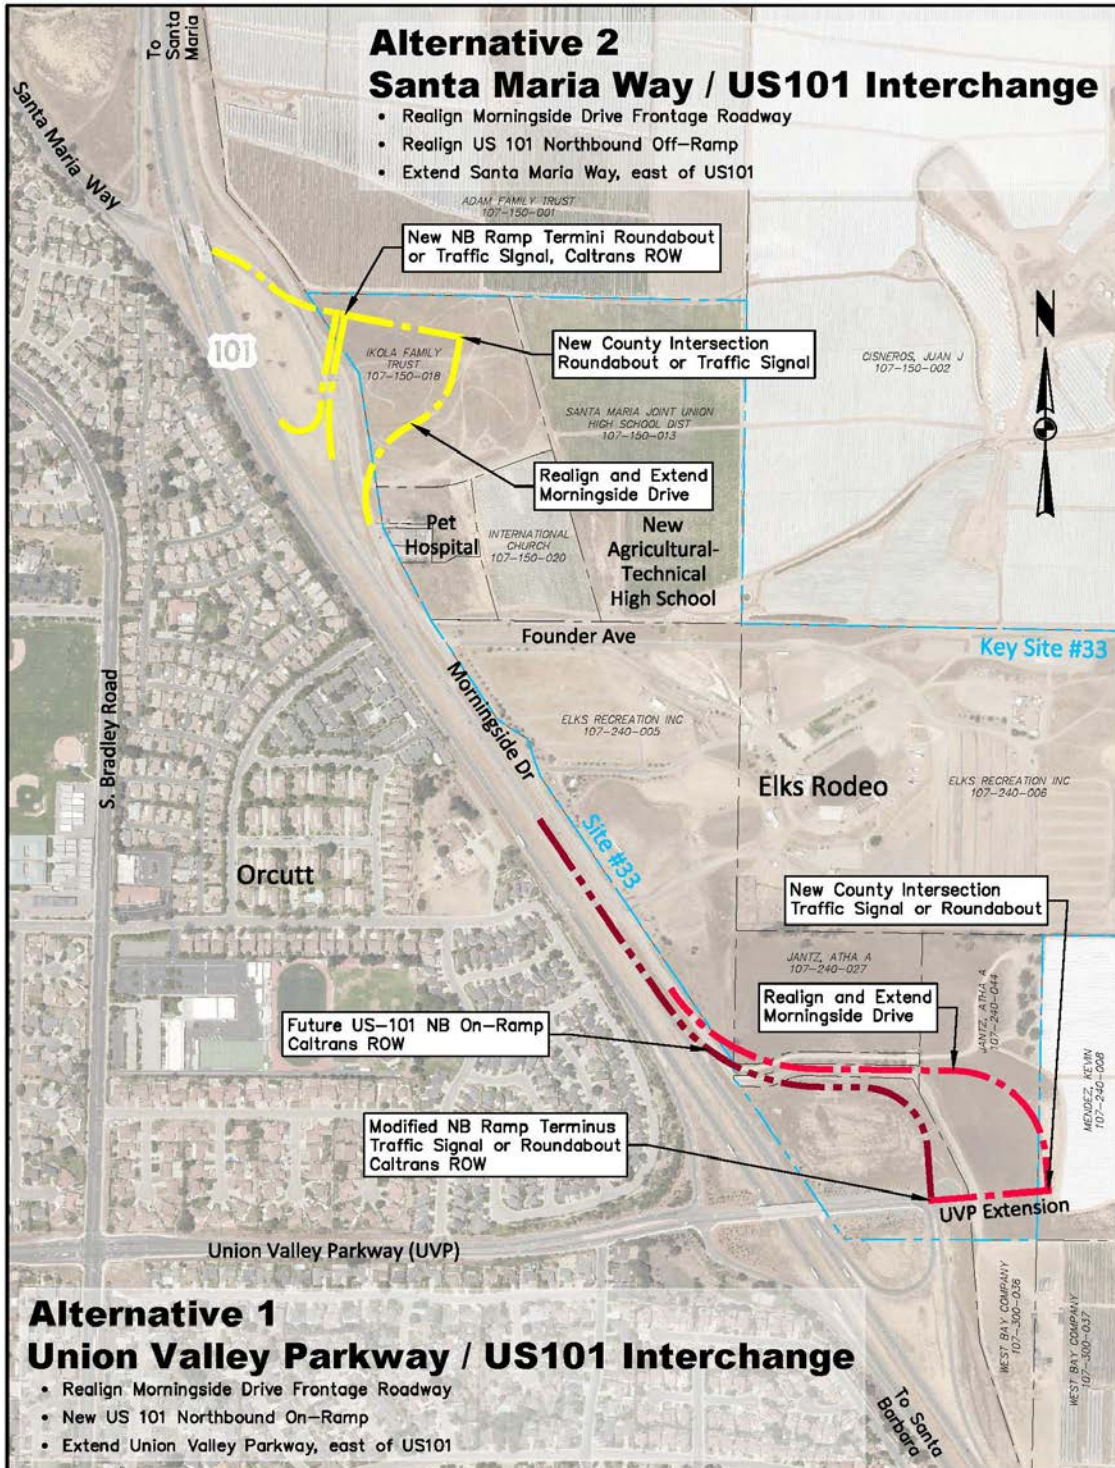 Alternative 2
Santa Maria Way / US101 Interchange
• Realign Morningside Drive Frontage Roadway
• Realign US 101 Northbound Off-Ramp
• Extend Santa Maria Way, east of US101
To
Santa
Maria
Santa Maria Way
ADAM FAMILY TRUST
107-150-001
New NB Ramp Termini Roundabout
or Traffic Signal, Caltrans ROW
101
IKOLA FAMILY
TRUST
107-150-018
New County Intersection
Roundabout or Traffic Signal
CISNEROS, JUAN J
107-150-002
N
SANTA MARIA JOINT UNION
HIGH SCHOOL DIST
107-150-013
Realign and Extend
Morningside Drive
Pet
Hospital
INTERNATIONAL
CHURCH
107-150-020
New
Agricultural-
Technical
High School
Founder Ave
Key Site #33
S. Bradley Road
Morningside Dr
ELKS RECREATION INC
107-240-005
Elks Rodeo
ELKS RECREATION INC
107-240-006
Site #33
Orcutt
New County Intersection
Traffic Signal or Roundabout
JANTZ, ATHA A
107-240-027
JANTZ, ATHA A
107-240-044
Realign and Extend
Morningside Drive
Future US-101 NB On-Ramp
Caltrans ROW
MENDEZ, KEVIN
107-240-008
Modified NB Ramp Terminus
Traffic Signal or Roundabout
Caltrans ROW
UVP Extension
Union Valley Parkway (UVP)
WEST BAY COMPANY
107-300-036
WEST BAY COMPANY
107-300-037
Alternative 1
Union Valley Parkway / US101 Interchange
• Realign Morningside Drive Frontage Roadway
• New US 101 Northbound On-Ramp
• Extend Union Valley Parkway, east of US101
To Santa
Barbara